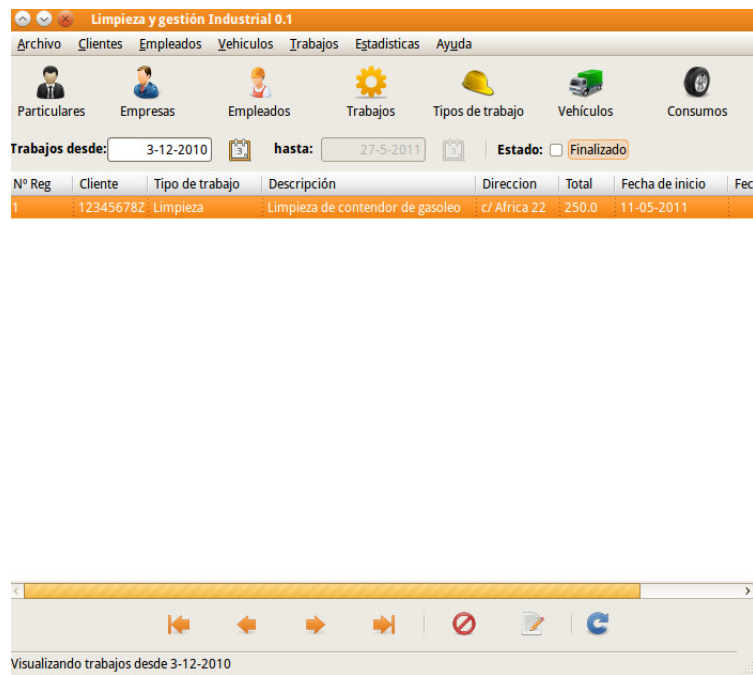 Limpieza y gestión Industrial 0.1
Archivo Clientes Empleados Vehiculos Trabajos Estadisticas Ayuda
Particulares Empresas Empleados Trabajos Tipos de trabajo Vehículos Consumos
Trabajos desde: 3-12-2010 3 hasta: 27-5-2011 3 Estado: Finalizado
Nº Reg Cliente Tipo de trabajo Descripción Direccion Total Fecha de inicio Fec
1 12345678Z Limpieza Limpieza de contendor de gasoleo c/ Africa 22 250.0 11-05-2011
Visualizando trabajos desde 3-12-2010